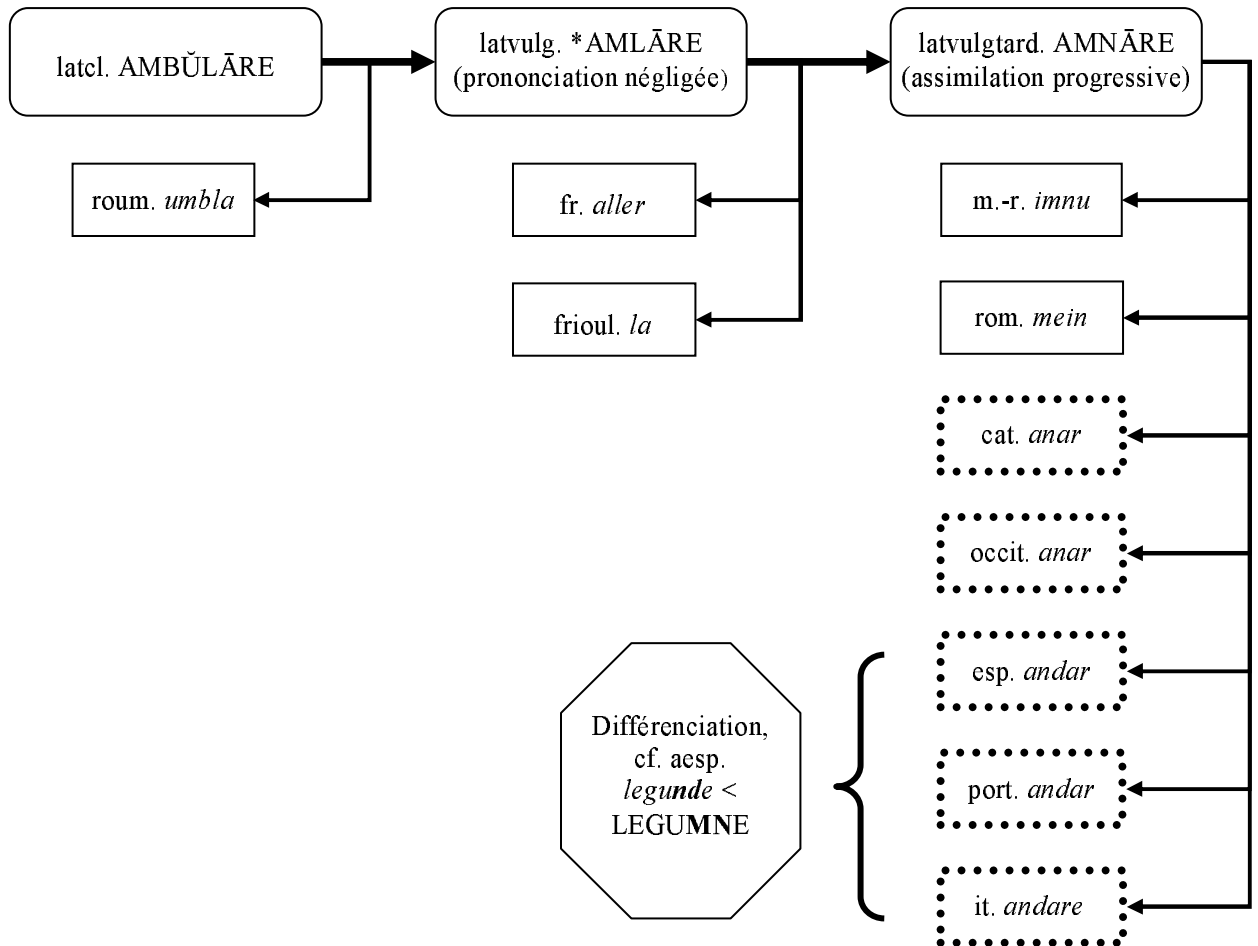 latcl. AMBŬLĀRE
latvulg. *AMLĀRE
(prononciation négligée)
latvulgtard. AMNĀRE
(assimilation progressive)
roum. umbla
fr. aller
frioul. la
m.-r. imnu
rom. mein
cat. anar
occit. anar
esp. andar
port. andar
it. andare
Différenciation,
cf. aesp.
legunde <
LEGUMNE